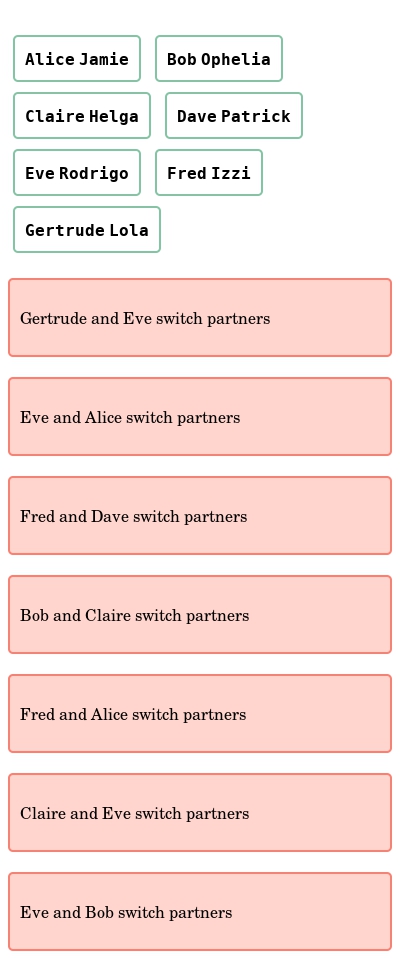 Alice Jamie Bob Ophelia
Claire Helga Dave Patrick
Eve Rodrigo Fred Izzi
Gertrude Lola
Gertrude and Eve switch partners
Eve and Alice switch partners
Fred and Dave switch partners
Bob and Claire switch partners
Fred and Alice switch partners
Claire and Eve switch partners
Eve and Bob switch partners